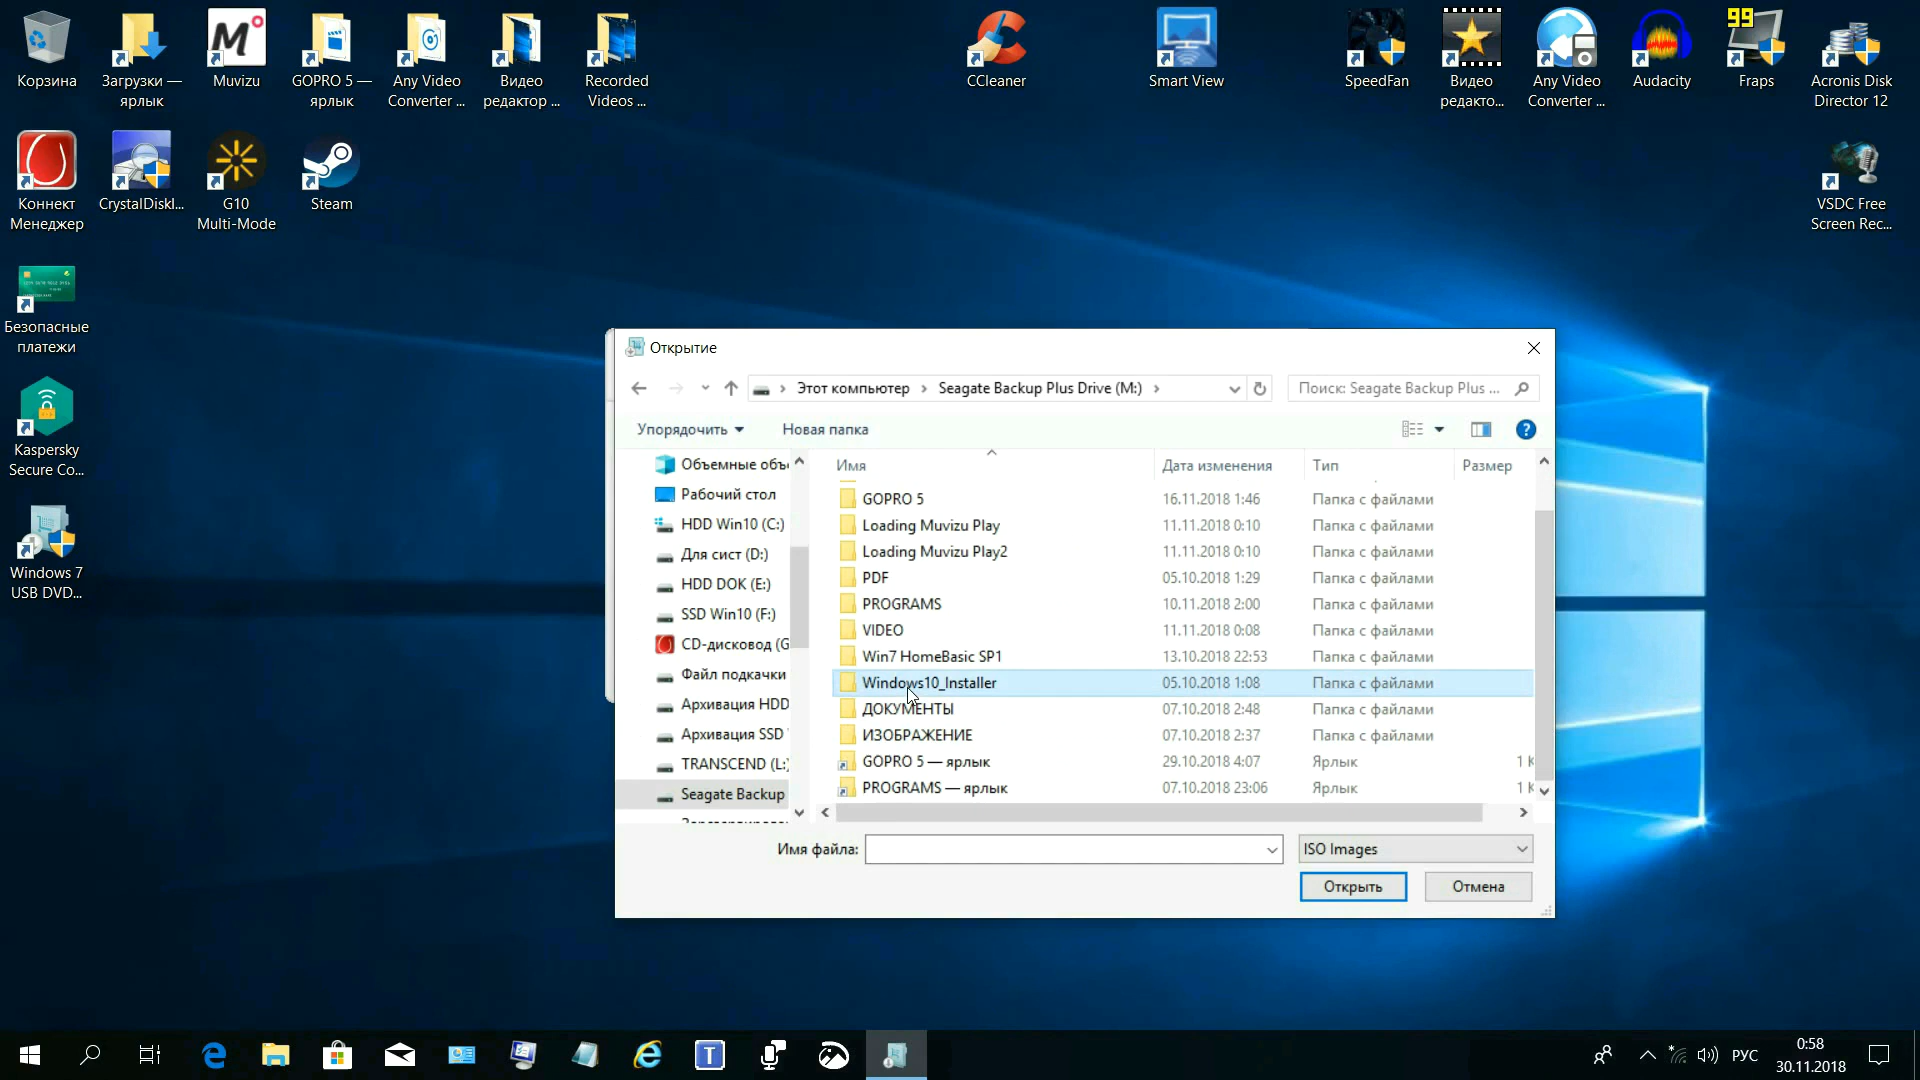 Корзина
Загрузки —
ярлык
Muvizu
GOPRO 5 —
ярлык
Any Video
Converter ...
Видео
редактор ...
Recorded
Videos ...
CCleaner
Smart View
SpeedFan
Видео
редакто...
Any Video
Converter ...
Audacity
99
Fraps
Acronis Disk
Director 12
Коннект
Менеджер
CrystalDiskI...
G10
Multi-Mode
Steam
VSDC Free
Screen Rec...
Безопасные
платежи
Kaspersky
Secure Co...
Windows 7
USB DVD...
Открытие
Этот компьютер
Seagate Backup Plus Drive (M:)
Поиск: Seagate Backup Plus ...
Упорядочить
Новая папка
Объемные объ
Рабочий стол
HDD Win10 (C:)
Для сист (D:)
HDD DOK (E:)
SSD Win10 (F:)
CD-дисковод (G
Файл подкачки
Архивация HDD
Архивация SSD
TRANSCEND (L:)
Seagate Backup
Имя Дата изменения Тип Размер
GOPRO 5 16.11.2018 1:46 Папка с файлами
Loading Muvizu Play 11.11.2018 0:10 Папка с файлами
Loading Muvizu Play2 11.11.2018 0:10 Папка с файлами
PDF 05.10.2018 1:29 Папка с файлами
PROGRAMS 10.11.2018 2:00 Папка с файлами
VIDEO 11.11.2018 0:08 Папка с файлами
Win7 HomeBasic SP1 13.10.2018 22:53 Папка с файлами
Windows10_Installer 05.10.2018 1:08 Папка с файлами
ДОКУМЕНТЫ 07.10.2018 2:48 Папка с файлами
ИЗОБРАЖЕНИЕ 07.10.2018 2:37 Папка с файлами
GOPRO 5 — ярлык 29.10.2018 4:07 Ярлык 1 К
PROGRAMS — ярлык 07.10.2018 23:06 Ярлык 1 К
Имя файла:
ISO Images
Открыть
Отмена
РУС
0:58
30.11.2018